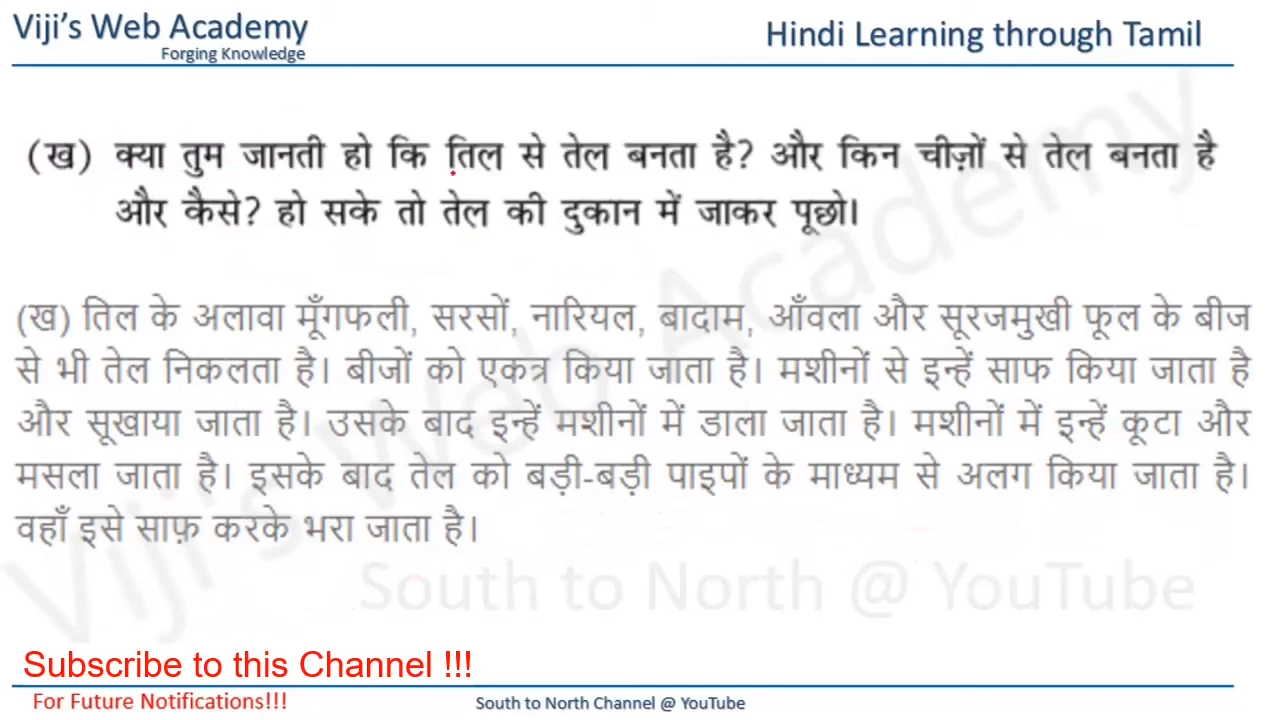 Viji's Web Academy
Forging Knowledge
Hindi Learning through Tamil
(ख) क्या तुम जानती हो कि तिल से तेल बनता है? और किन चीज़ों से तेल बनता है
और कैसे? हो सके तो तेल की दुकान में जाकर पूछो।
(ख) तिल के अलावा मूँगफली, सरसों, नारियल, बादाम, आँवला और सूरजमुखी फूल के बीज
से भी तेल निकलता है। बीजों को एकत्र किया जाता है। मशीनों से इन्हें साफ किया जाता है
और सूखाया जाता है। उसके बाद इन्हें मशीनों में डाला जाता है। मशीनों में इन्हें कूटा और
मसला जाता है। इसके बाद तेल को बड़ी-बड़ी पाइपों के माध्यम से अलग किया जाता है।
वहाँ इसे साफ़ करके भरा जाता है।
Viji's Web Academy
South to North @ YouTube
Subscribe to this Channel !!!
For Future Notifications!!!
South to North Channel @ YouTube